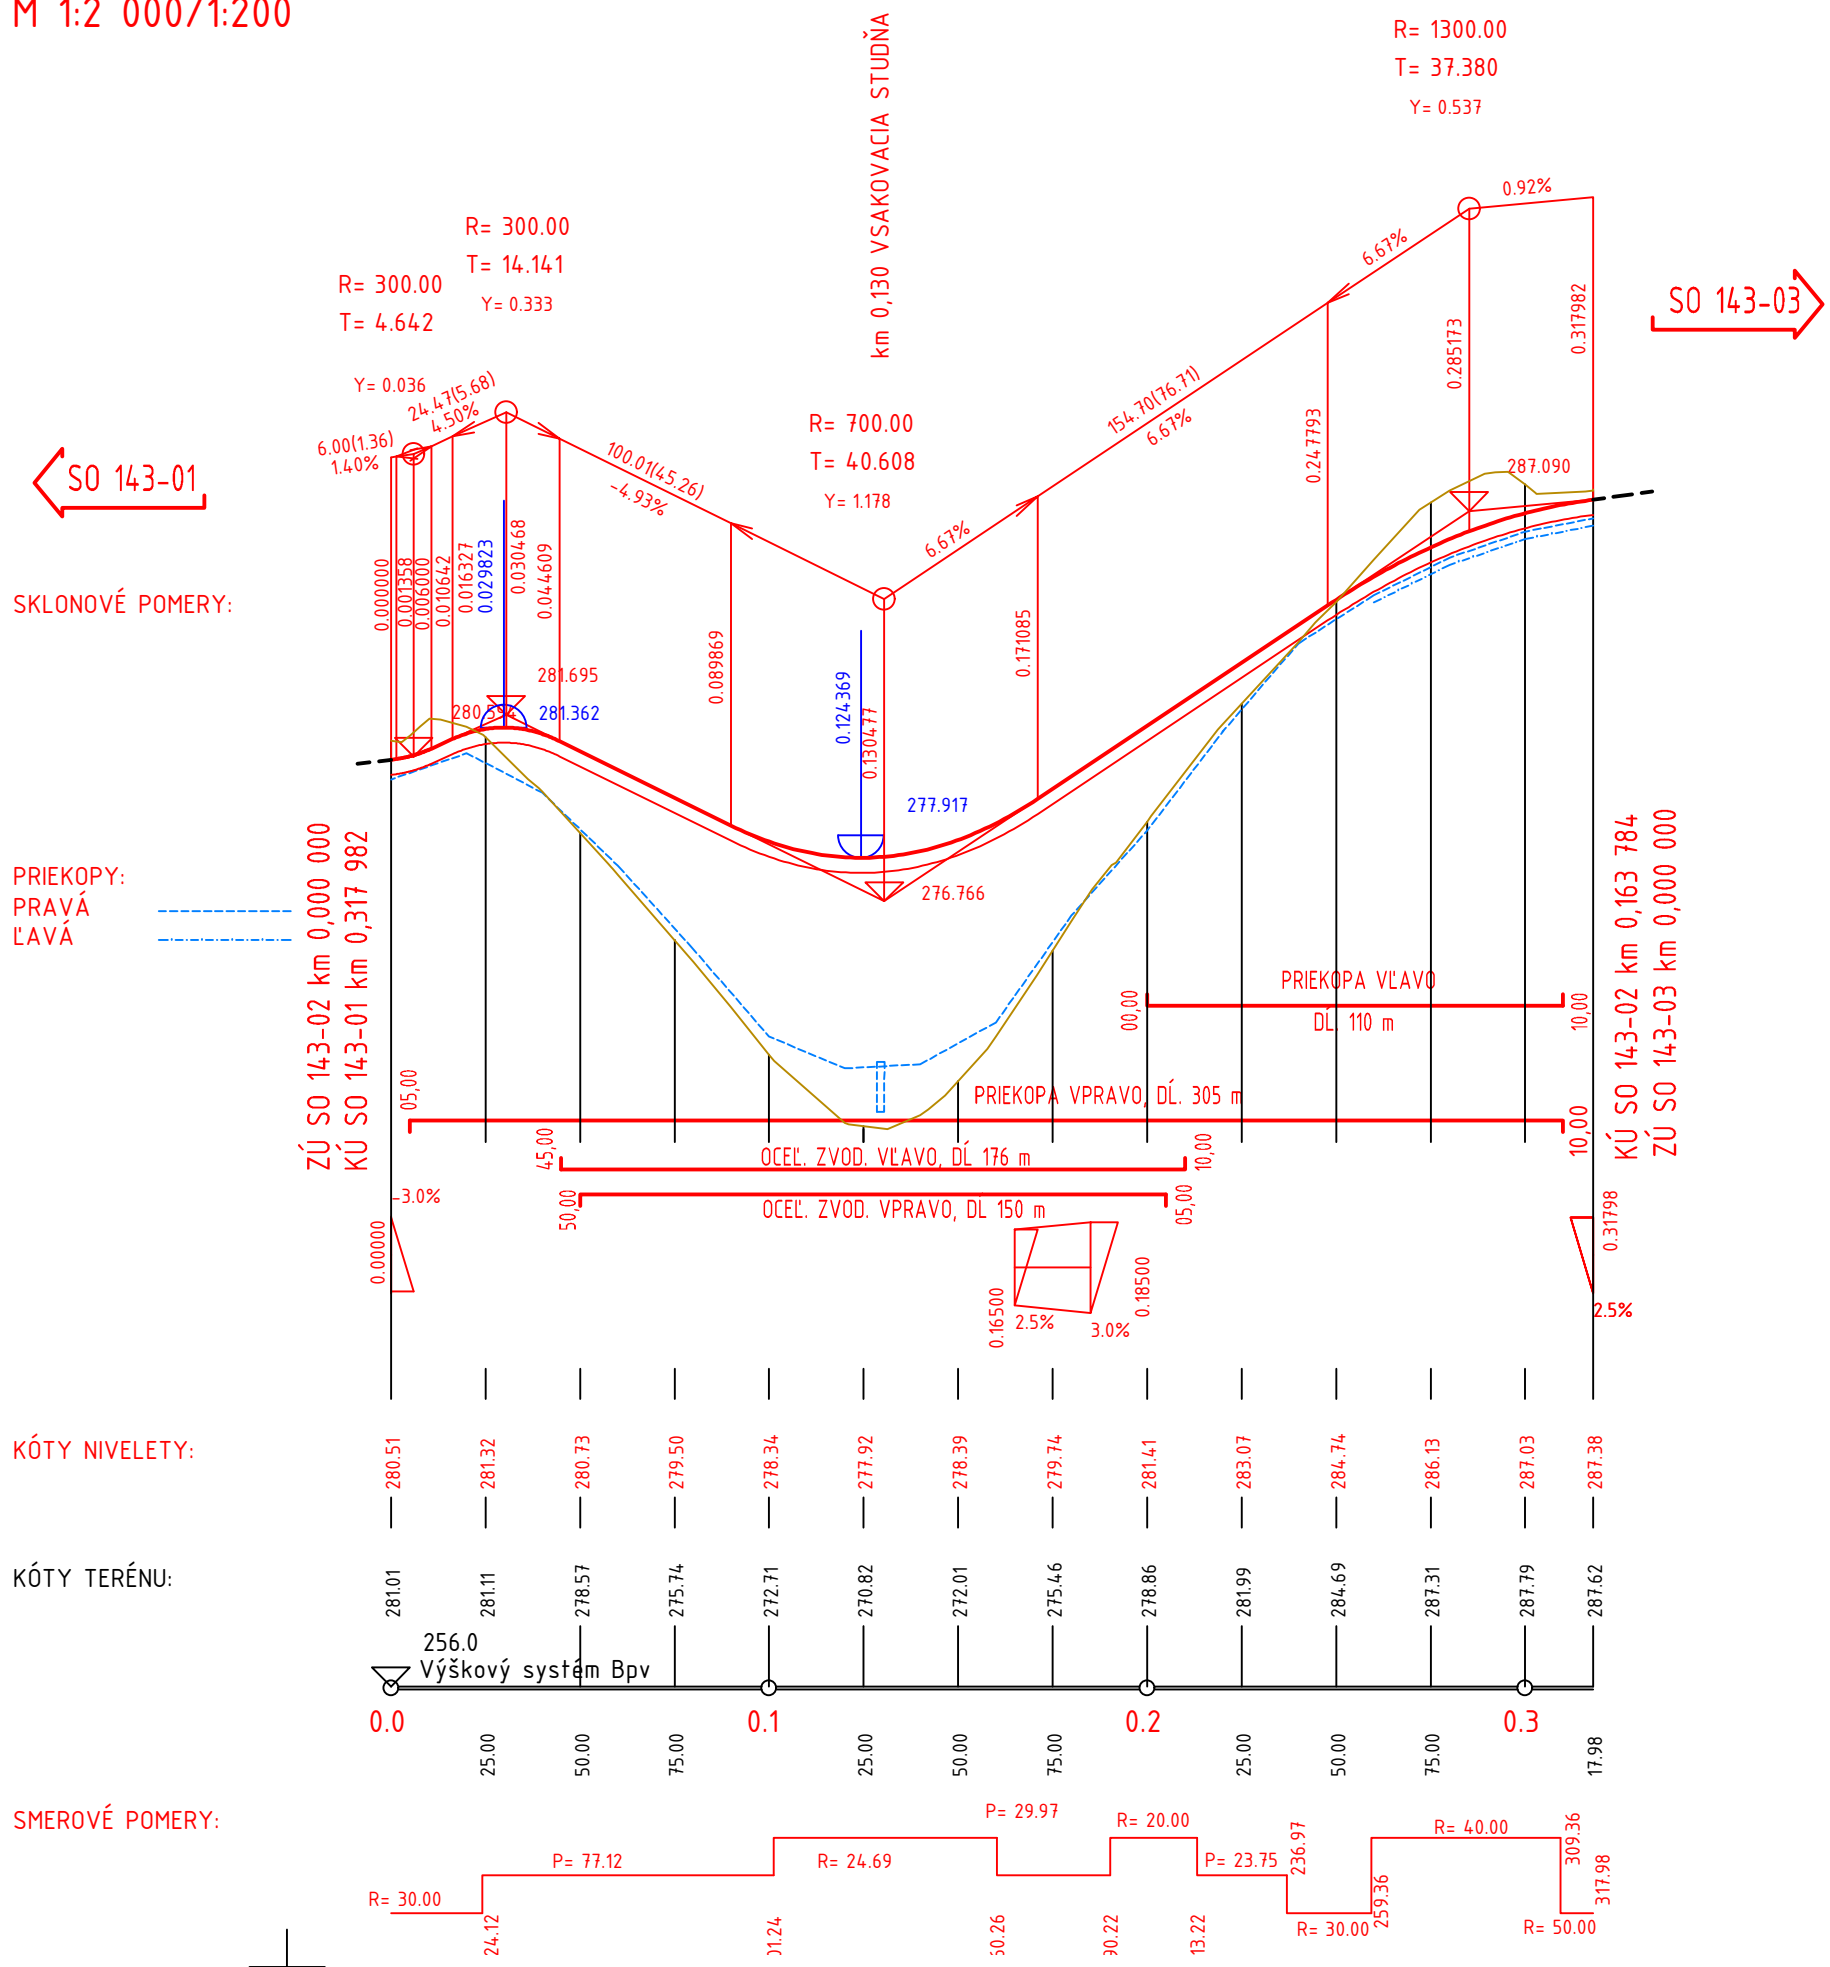 M 1:2 000/1:200
R= 1300.00
T= 37.380
Y= 0.537
km 0,130 VSAKOVACIA STUDŇA
0.92%
6.67%
R= 300.00
T= 14.141
Y= 0.333
R= 300.00
T= 4.642
Y= 0.036
SO 143-03
0.285173
0.317982
24.47(5.68)
4.50%
6.00(1.36)
1.40%
154.70(76.71)
6.67%
R= 700.00
T= 40.608
Y= 1.178
100.01(45.26)
-4.93%
0.247793
287.090
SO 143-01
6.67%
0.000000
0.001358
0.006000
0.010642
0.016327
0.029823
0.030468
0.044609
SKLONOVÉ POMERY:
0.089869
0.171085
281.695
281.362
0.124369
0.130477
277.917
276.766
PRIEKOPY:
PRAVÁ
ĽAVÁ
ZÚ SO 143-02 km 0,000 000
KÚ SO 143-01 km 0,317 982
KÚ SO 143-02 km 0,163 784
ZÚ SO 143-03 km 0,000 000
PRIEKOPA VĽAVO
DĹ. 110 m
00,00
10,00
05,00
PRIEKOPA VPRAVO, DĹ. 305 m
10,00
45,00
OCEĽ. ZVOD. VĽAVO, DĹ 176 m
10,00
50,00
OCEĽ. ZVOD. VPRAVO, DĹ 150 m
05,00
-3.0%
0.00000
0.16500
2.5%
3.0%
0.18500
0.31798
2.5%
KÓTY NIVELETY:
280.51
281.32
280.73
279.50
278.34
277.92
278.39
279.74
281.41
283.07
284.74
286.13
287.03
287.38
KÓTY TERÉNU:
281.01
281.11
278.57
275.74
272.71
270.82
272.01
275.46
278.86
281.99
284.69
287.31
287.79
287.62
256.0
Výškový systém Bpv
0.0
0.1
0.2
0.3
25.00
50.00
75.00
25.00
50.00
75.00
25.00
50.00
75.00
17.98
SMEROVÉ POMERY:
R= 30.00
P= 77.12
R= 24.69
P= 29.97
R= 20.00
P= 23.75
R= 30.00
R= 40.00
R= 50.00
24.12
01.24
60.26
90.22
13.22
236.97
259.36
309.36
317.98